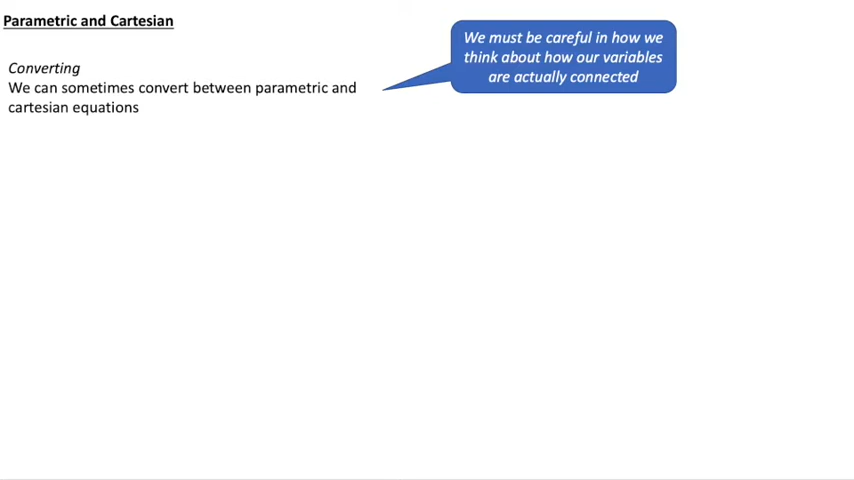 Parametric and Cartesian
We must be careful in how we
think about how our variables
are actually connected
Converting
We can sometimes convert between parametric and
cartesian equations